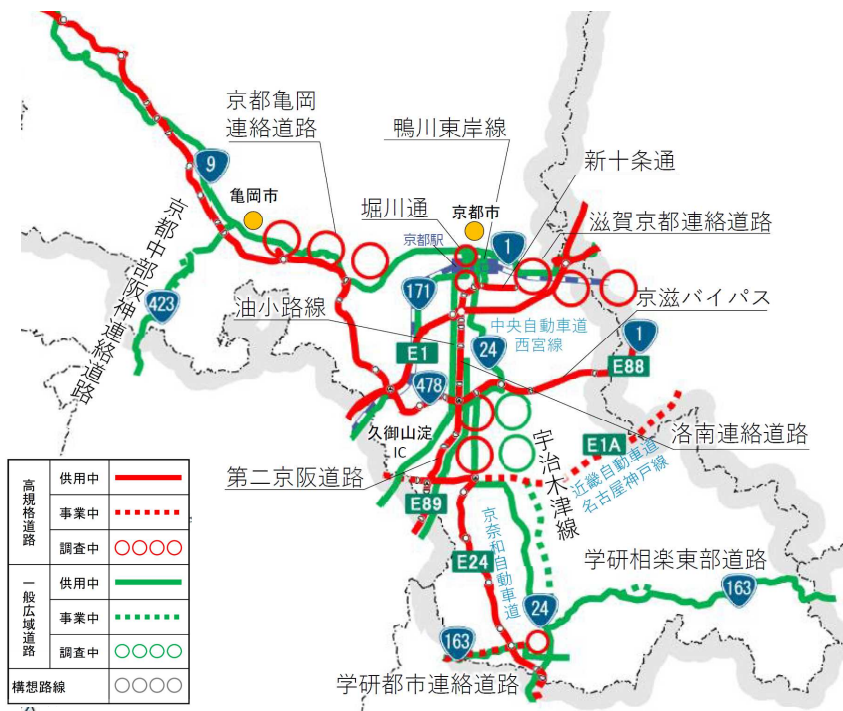 京都亀岡
連絡道路
鴨川東岸線
新十条通
9
亀岡市
堀川通
京都市
滋賀京都連絡道路
京都駅
1
京都中部阪神連絡道路
423
171
油小路線
京滋バイパス
中央自動車道
西宮線
1
E1
24
E88
478
久御山淀
IC
宇治木津線
E1A
洛南連絡道路
近畿自動車道
名古屋神戸線
第二京阪道路
E89
京奈和自動車道
E24
学研相楽東部道路
163
24
163
学研都市連絡道路
高規格道路
供用中
事業中
調査中
一般広域道路
供用中
事業中
調査中
構想路線